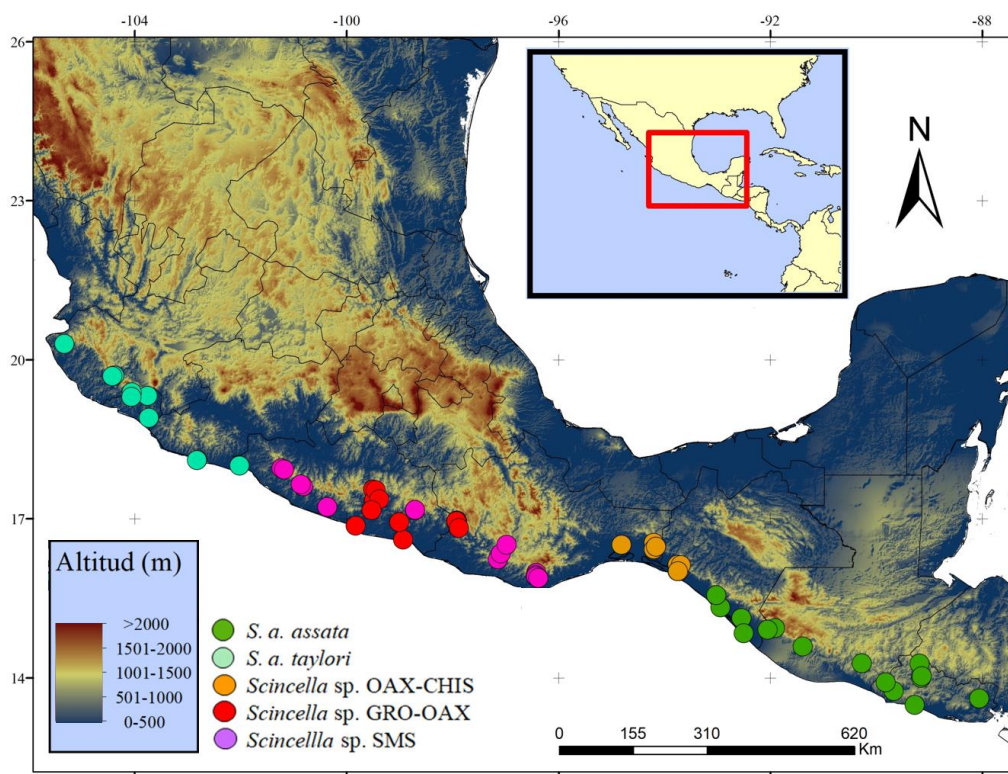 -104 -100 -96 -92 -88
26
23
20
17
14
N
Altitud (m)
>2000
1501-2000
1001-1500
501-1000
0-500
S. a. assata
S. a. taylori
Scincella sp. OAX-CHIS
Scincella sp. GRO-OAX
Scincellla sp. SMS
0 155 310 620
Km